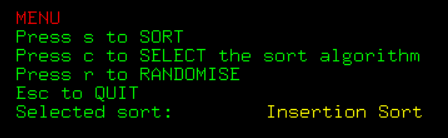 MENU
Press s to SORT
Press c to SELECT the sort algorithm
Press r to RANDOMISE
Esc to QUIT
Selected sort: Insertion Sort